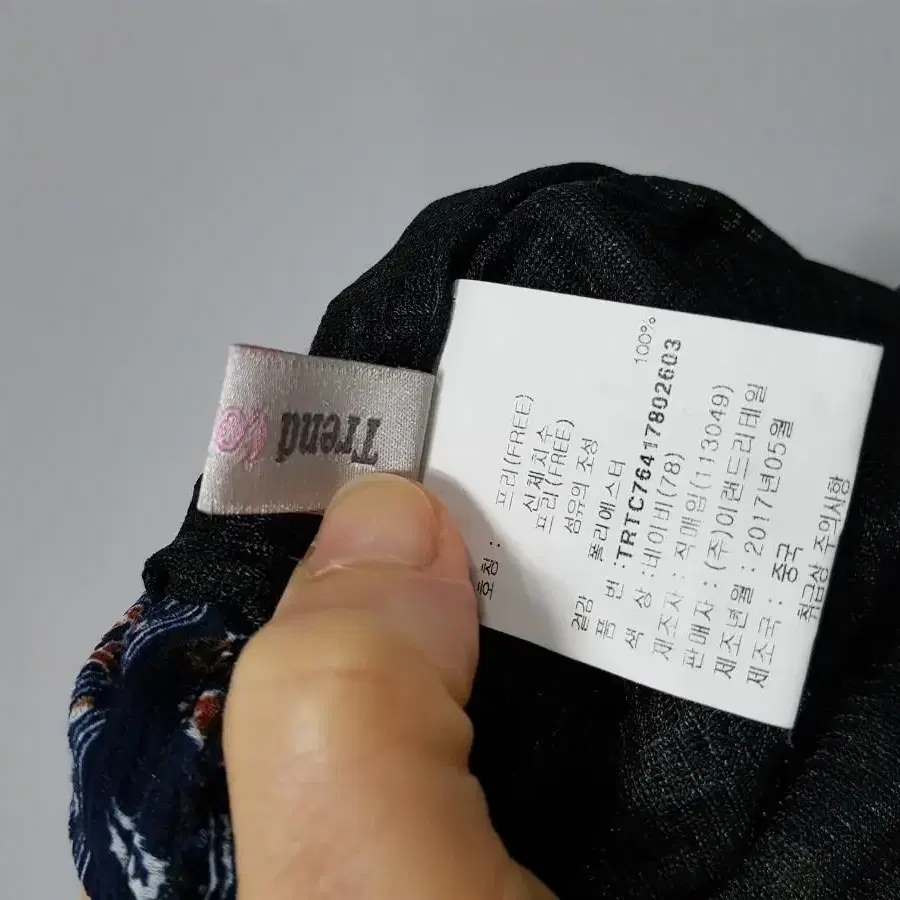 Trend
호칭 :
프리(FREE)
신체치수
프리(FREE)
섬유의 조성
겉감 폴리에스터 100%
품 번:TRTC76417802603
색 상:네이비(78)
제조자 : 직매입(113049)
판매자 : (주)이랜드리테일
제조년월 : 2017년05월
제조국 : 중국
취급상 주의사항